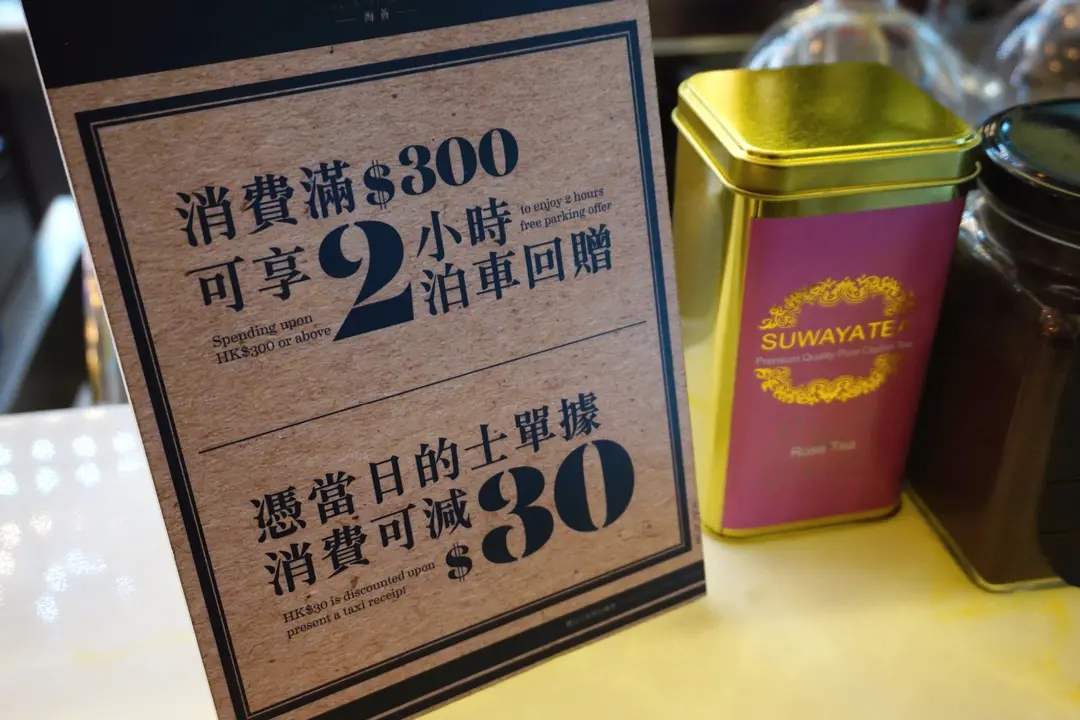 海薈
消費滿$300
可享2小時泊車回贈
to enjoy 2 hours
free parking offer
Spending upon
HK$300 or above
憑當日的士單據
消費可減$30
HK$30 is discounted upon
present a taxi receipt
SUWAYATEA
Premium Quality Pure Ceylon Tea
Rose Tea